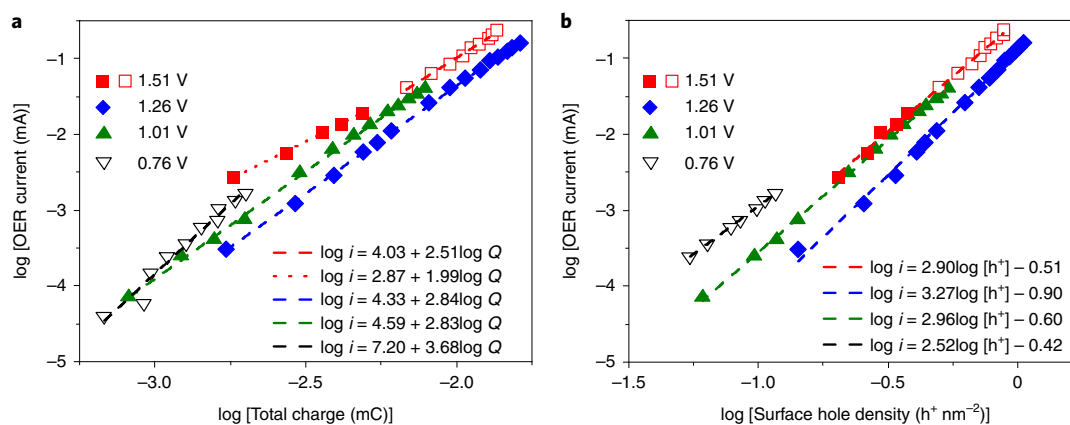 a
log [OER current (mA)]
−1
−2
−3
−4
−5
1.51 V
1.26 V
1.01 V
0.76 V
log i = 4.03 + 2.51log Q
log i = 2.87 + 1.99log Q
log i = 4.33 + 2.84log Q
log i = 4.59 + 2.83log Q
log i = 7.20 + 3.68log Q
−3.0 −2.5 −2.0
log [Total charge (mC)]
b
log [OER current (mA)]
−1
−2
−3
−4
−5
1.51 V
1.26 V
1.01 V
0.76 V
log i = 2.90log [h⁺] − 0.51
log i = 3.27log [h⁺] − 0.90
log i = 2.96log [h⁺] − 0.60
log i = 2.52log [h⁺] − 0.42
−1.5 −1.0 −0.5 0
log [Surface hole density (h⁺ nm⁻²)]